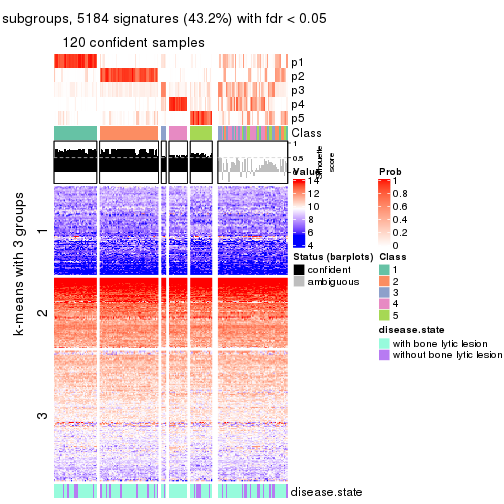 subgroups, 5184 signatures (43.2%) with fdr < 0.05
120 confident samples
p1
p2
p3
p4
p5
Class
1
0.5
0
silhouette
score
k-means with 3 groups
1
2
3
Value
14
12
10
8
6
4
Prob
1
0.8
0.6
0.4
0.2
0
Status (barplots)
confident
ambiguous
Class
1
2
3
4
5
disease.state
with bone lytic lesion
without bone lytic lesion
disease.state